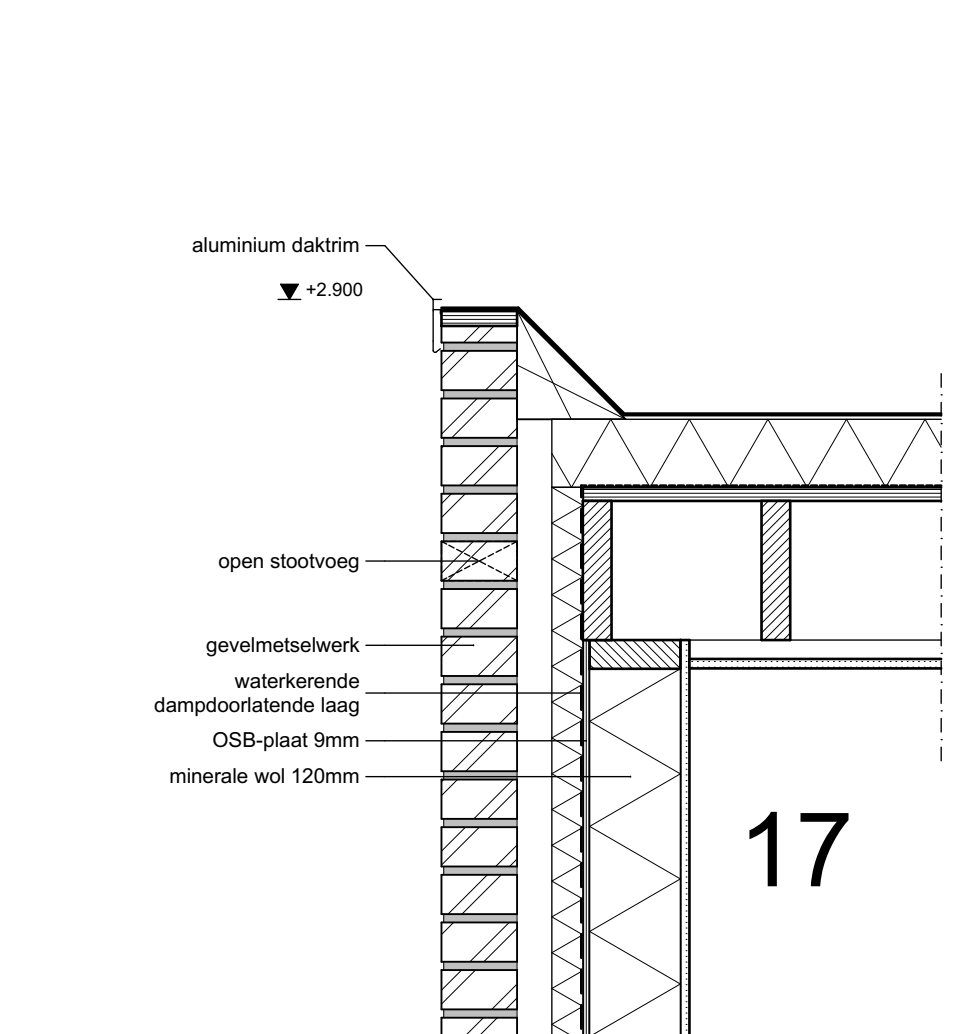 aluminium daktrim
+2.900
open stootvoeg
gevelmetselwerk
waterkerende
dampdoorlatende laag
OSB-plaat 9mm
minerale wol 120mm
17